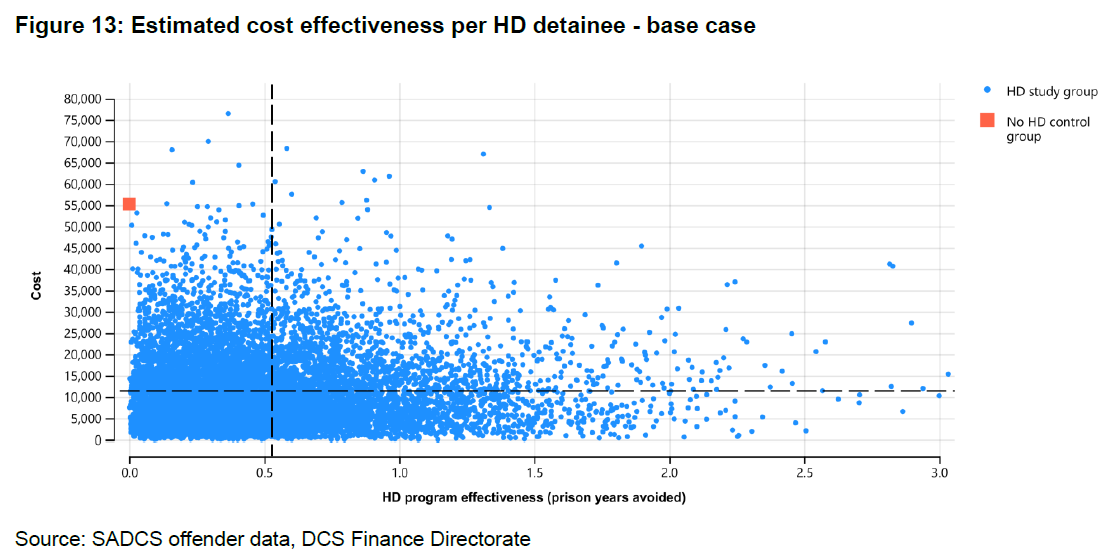 Figure 13: Estimated cost effectiveness per HD detainee - base case
HD study group
No HD control
group
80,000
75,000
70,000
65,000
60,000
55,000
50,000
45,000
40,000
35,000
30,000
25,000
20,000
15,000
10,000
5,000
0
Cost
0.0 0.5 1.0 1.5 2.0 2.5 3.0
HD program effectiveness (prison years avoided)
Source: SADCS offender data, DCS Finance Directorate